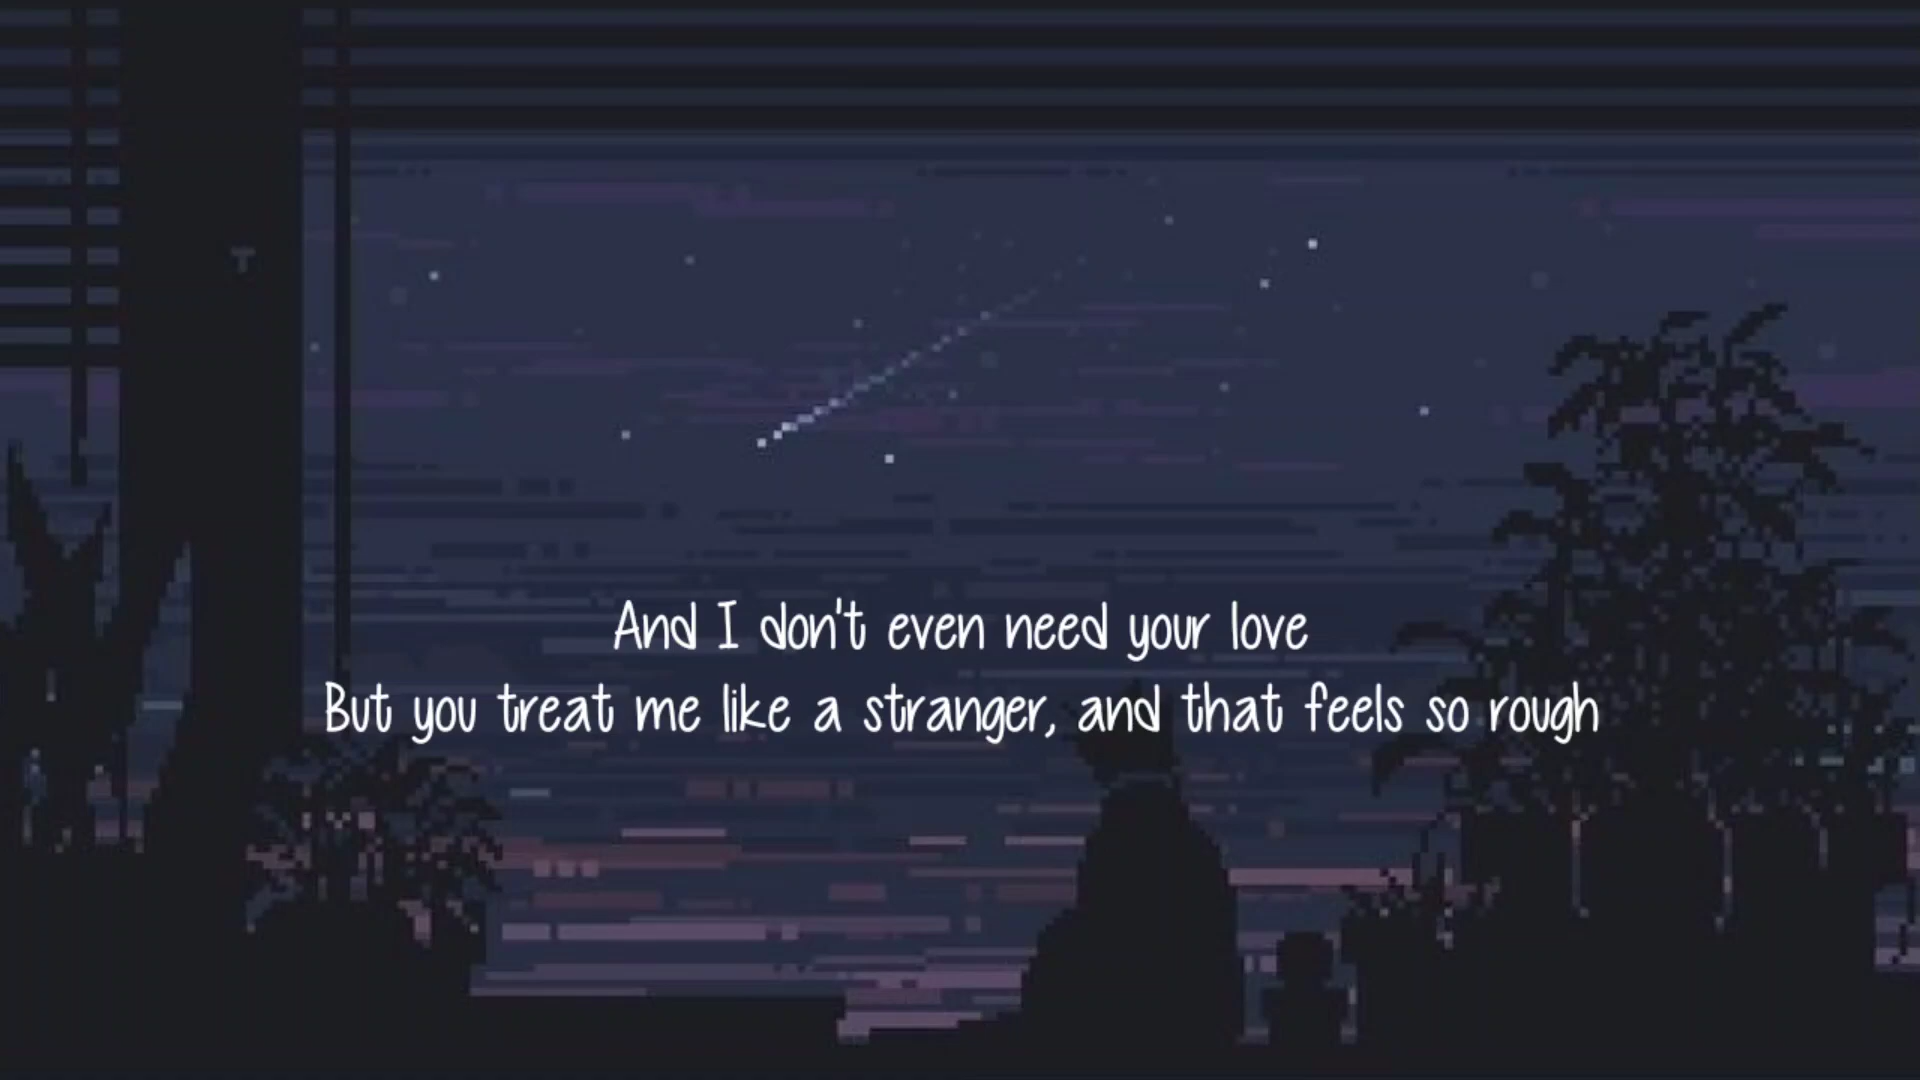 And I don't even need your love
But you treat me like a stranger, and that feels so rough